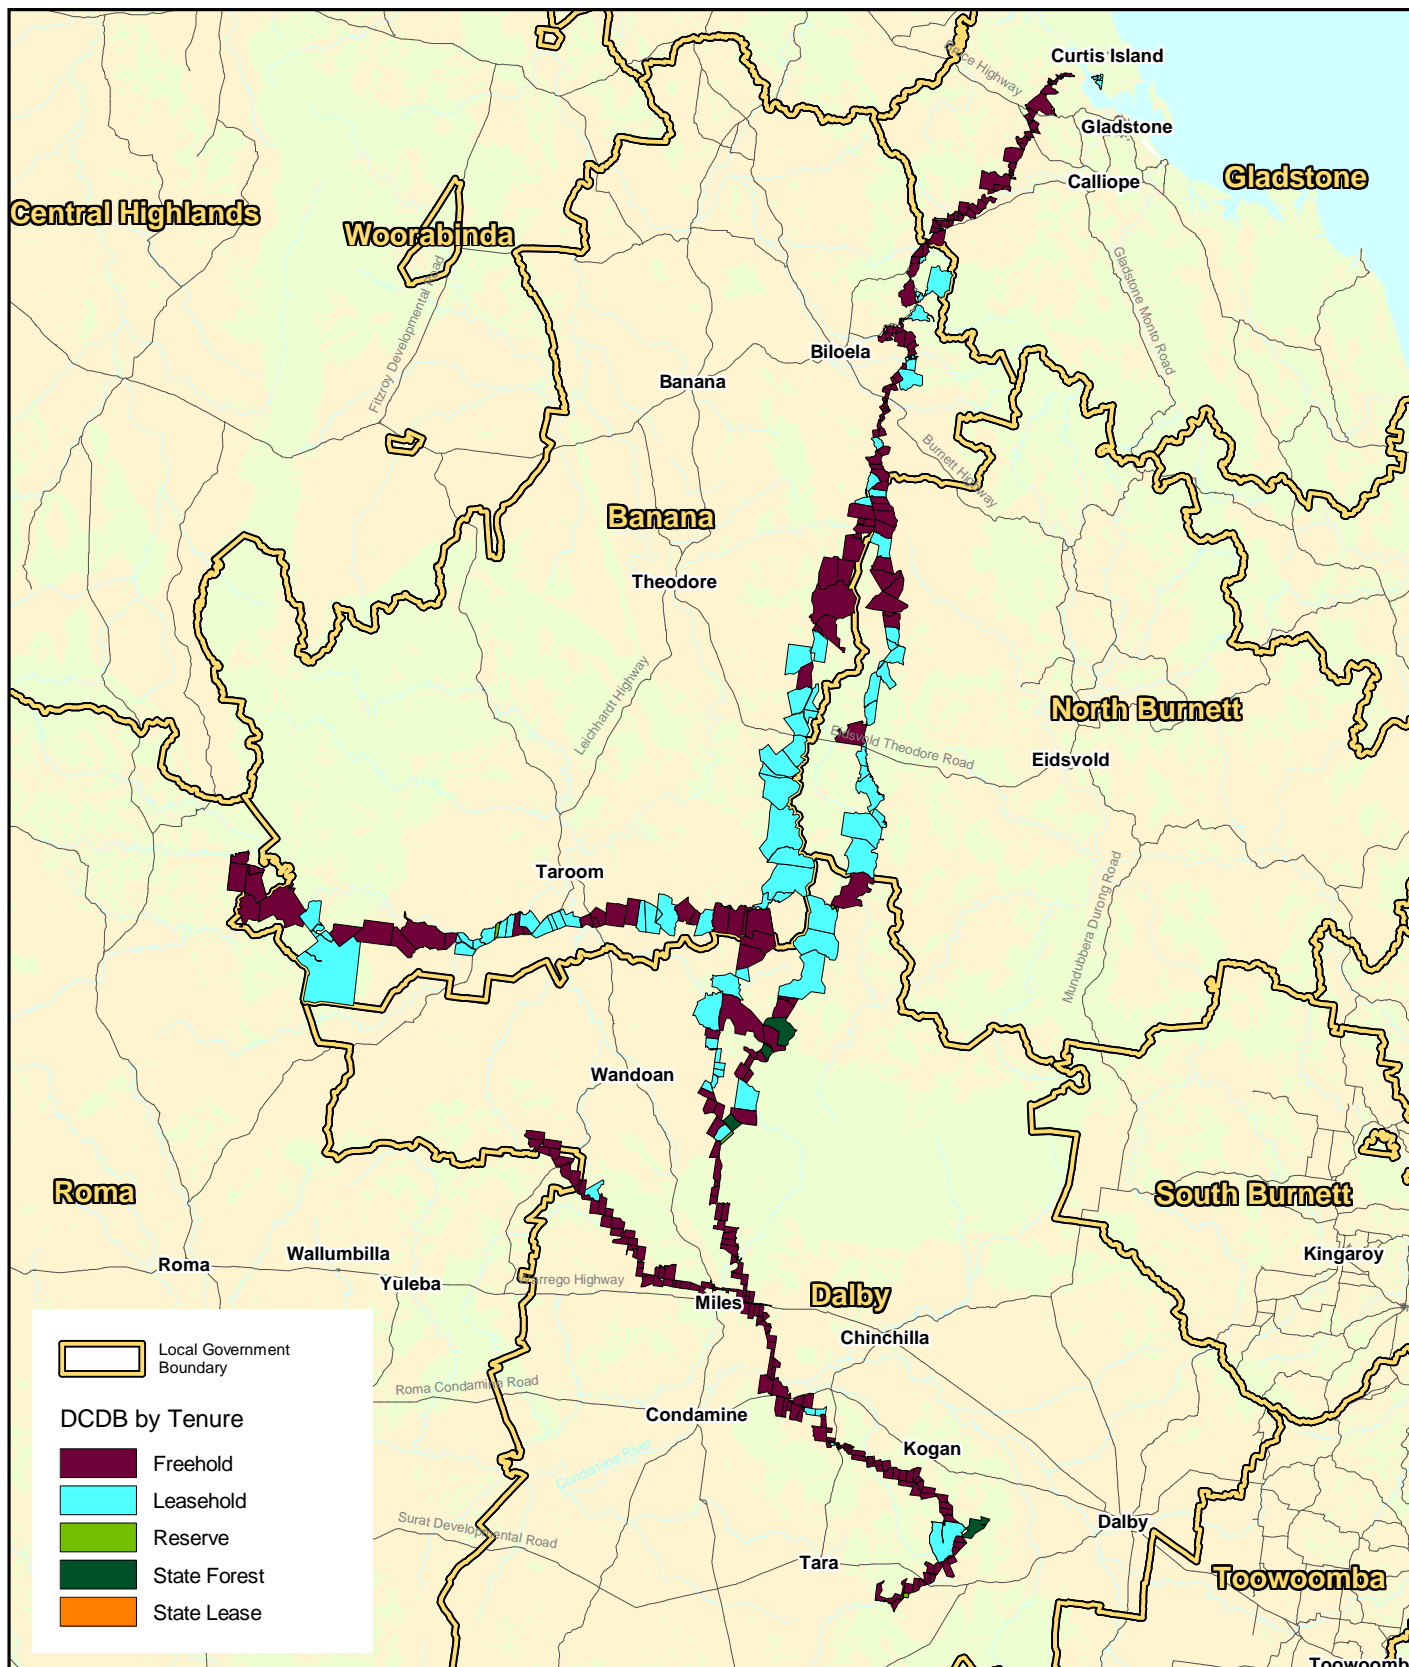 Curtis Island
Bruce Highway
Gladstone
Gladstone
Calliope
Central Highlands
Woorabinda
Gladstone Monto Road
Fitzroy Developmental Road
Biloela
Banana
Burnett Highway
Banana
Theodore
Leichhardt Highway
North Burnett
Eidsvold Theodore Road
Eidsvold
Taroom
Mundubbera Durong Road
Wandoan
Roma
South Burnett
Wallumbilla
Kingaroy
Roma
Yuleba
Warrego Highway
Dalby
Miles
Chinchilla
Local Government
Boundary
Roma Condamine Road
DCDB by Tenure
Condamine
Kogan
Freehold
Condamine River
Leasehold
Surat Developmental Road
Dalby
Reserve
Tara
State Forest
Toowoomba
State Lease
Toowoomb